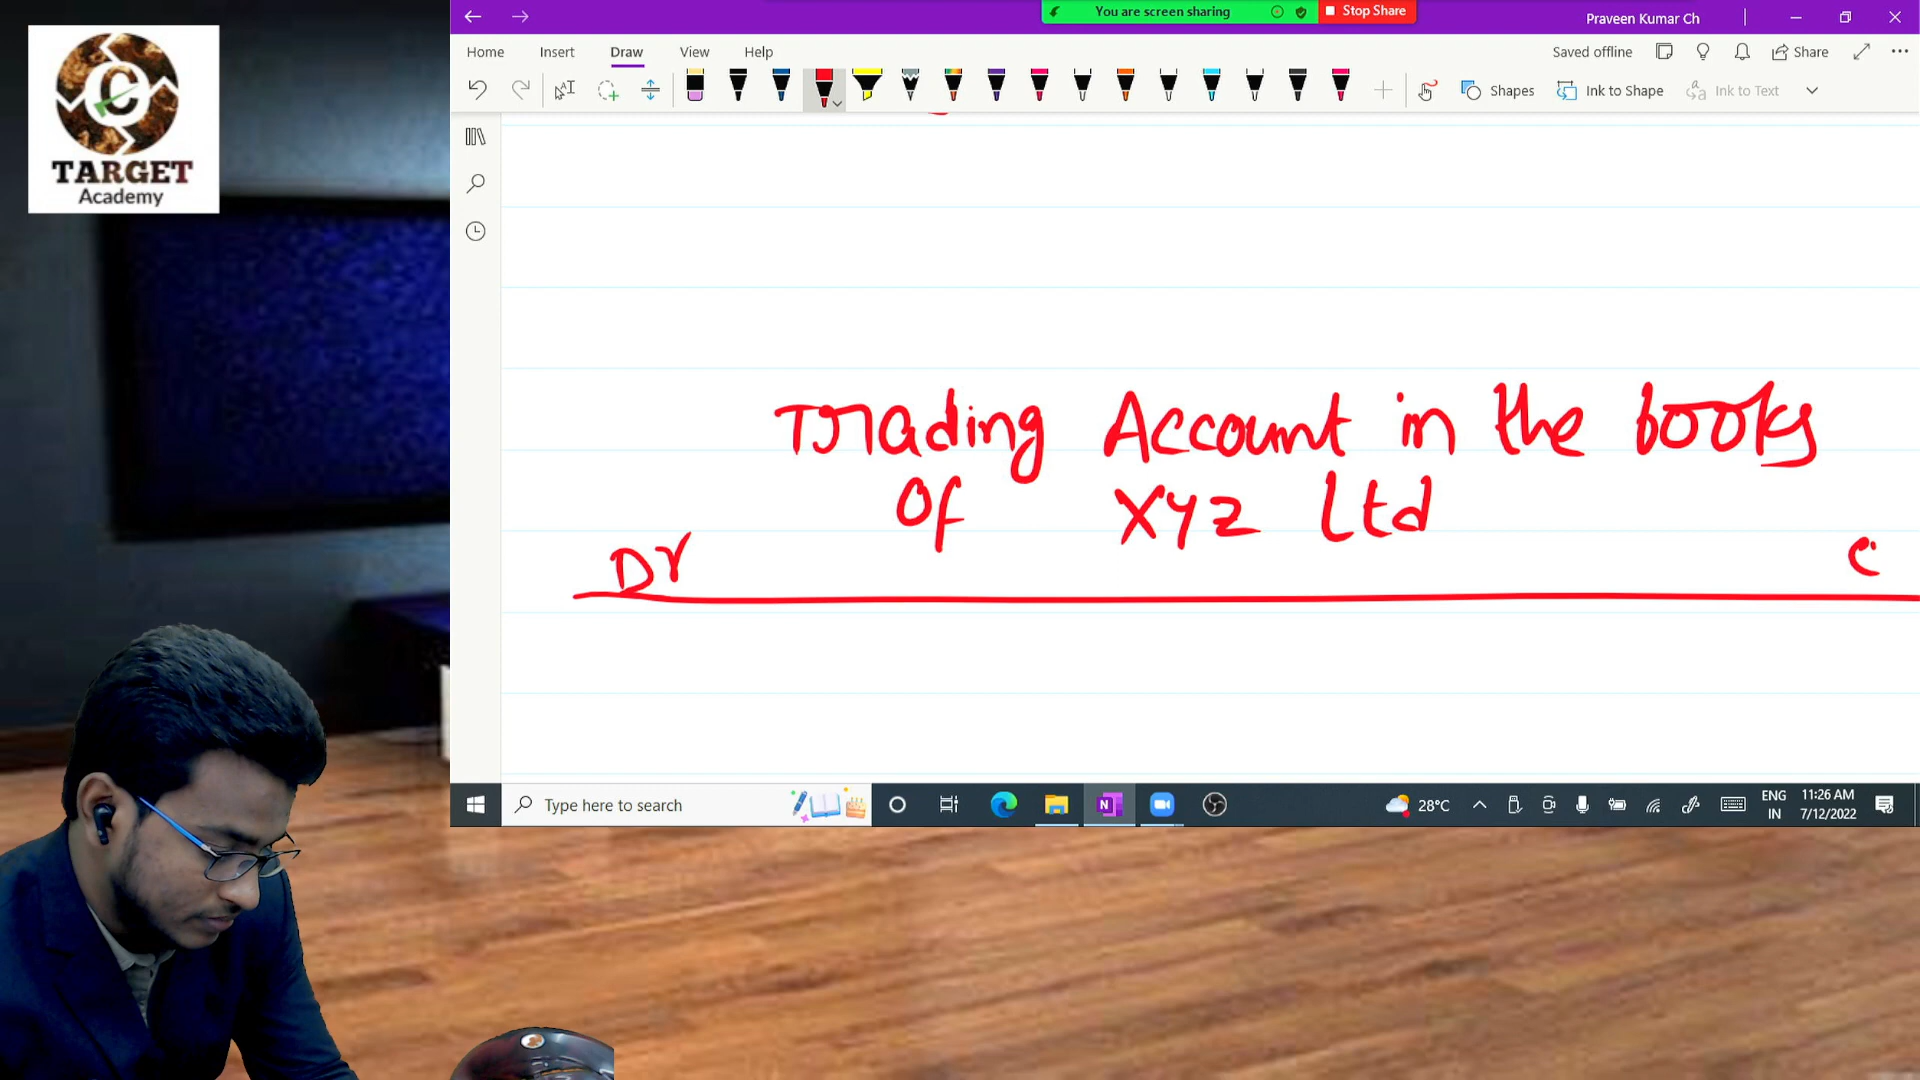 TARGET
Academy
You are screen sharing
Stop Share
Praveen Kumar Ch
Home Insert Draw View Help
Saved offline
Share
Shapes
Ink to Shape
Ink to Text
Trading Account in the books
Of XYZ Ltd
Dr
C
Type here to search
28°C
ENG
IN
11:26 AM
7/12/2022